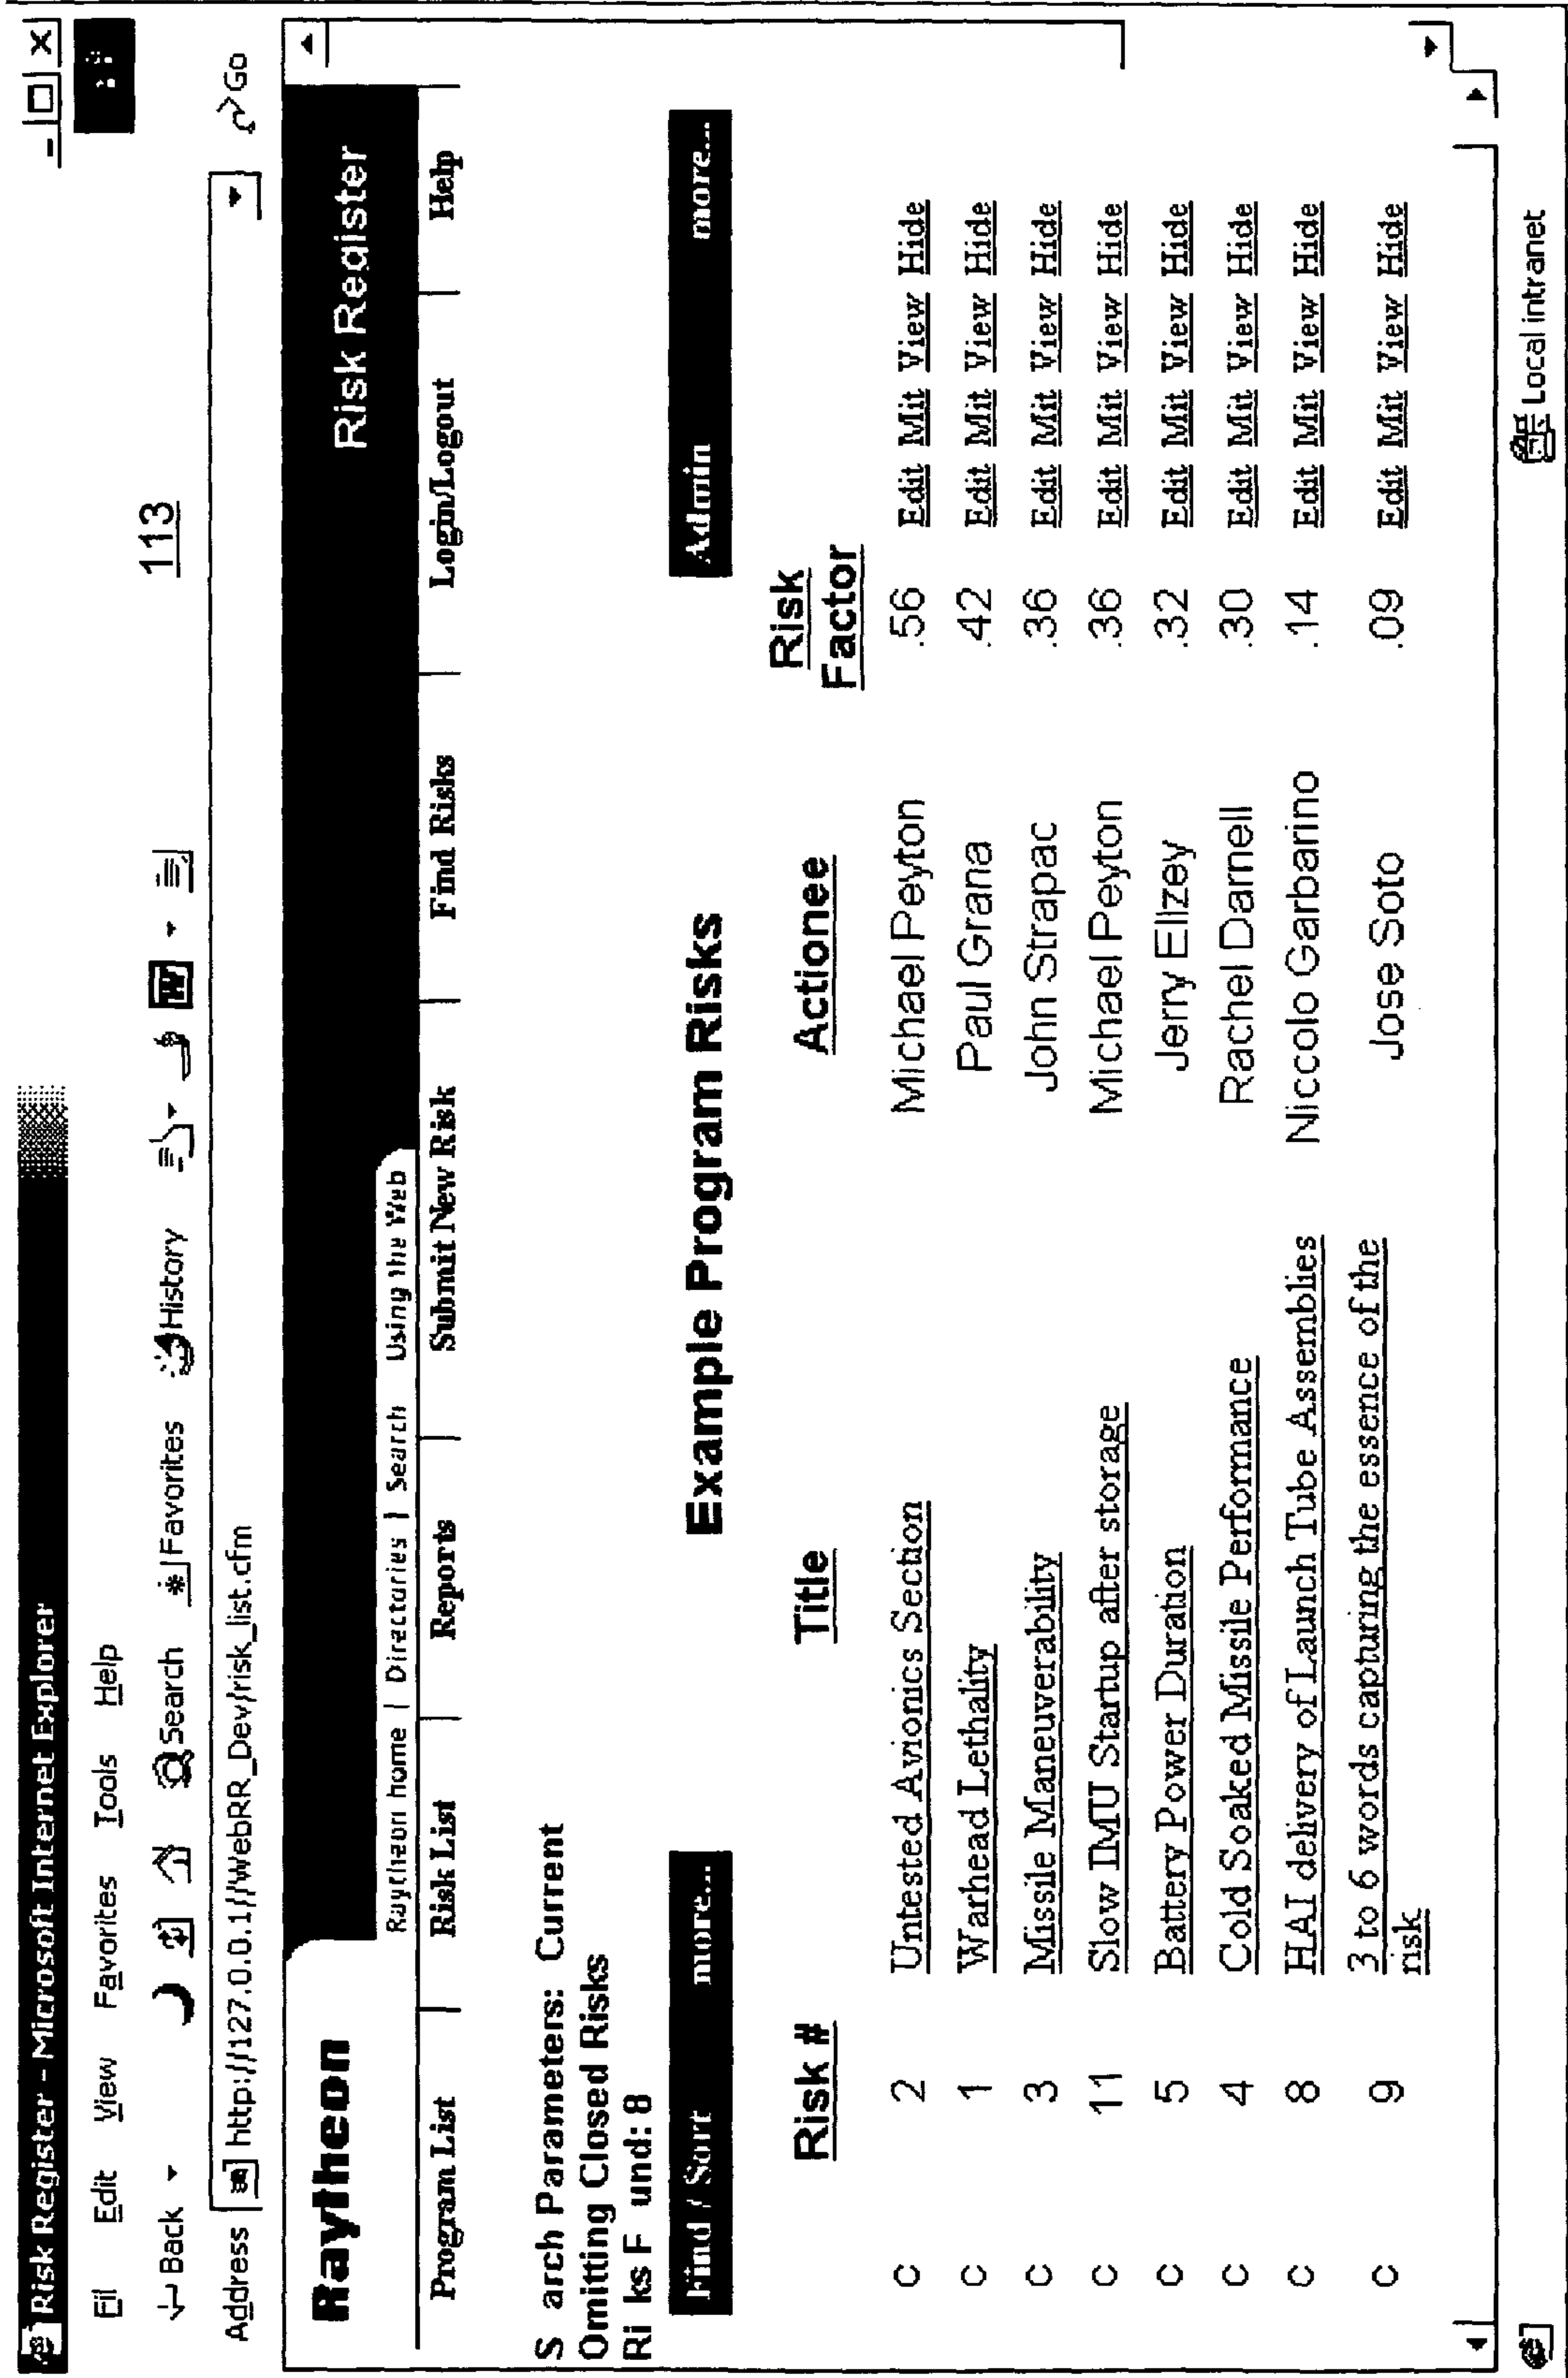 Risk Register - Microsoft Internet Explorer
Fil Edit View Favorites Tools Help
Back Search Favorites History
113
Address http://127.0.0.1//WebRR_Dev/risk_list.cfm Go
Raytheon Risk Register
Raytheon home | Directories | Search Using the Web
Program List Risk List Reports Submit New Risk Find Risks Login/Logout Help
S arch Parameters: Current
Omitting Closed Risks
Ri ks F und: 8
Find / Sort more... Example Program Risks Admin more...
Risk # Title Actionee Risk Factor
C 2 Untested Avionics Section Michael Peyton .56 Edit Mit View Hide
C 1 Warhead Lethality Paul Grana .42 Edit Mit View Hide
C 3 Missile Maneuverability John Strapac .36 Edit Mit View Hide
C 11 Slow IMU Startup after storage Michael Peyton .36 Edit Mit View Hide
C 5 Battery Power Duration Jerry Ellzey .32 Edit Mit View Hide
C 4 Cold Soaked Missile Performance Rachel Darnell .30 Edit Mit View Hide
C 8 HAI delivery of Launch Tube Assemblies Niccolo Garbarino .14 Edit Mit View Hide
C 9 3 to 6 words capturing the essence of the Jose Soto .09 Edit Mit View Hide
risk
Local intranet